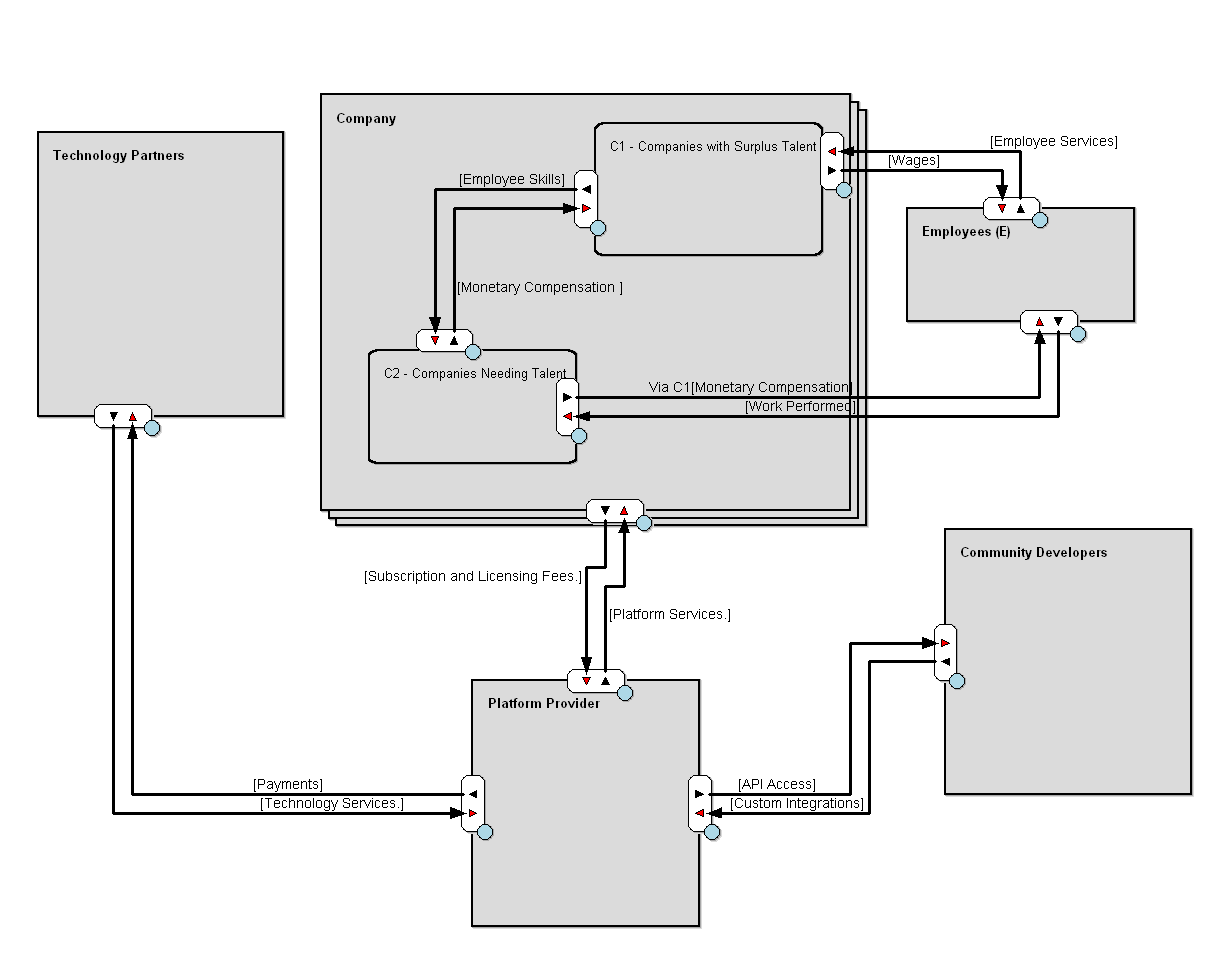 Company
Technology Partners
C1 - Companies with Surplus Talent
[Employee Services]
[Wages]
[Employee Skills]
Employees (E)
[Monetary Compensation ]
C2 - Companies Needing Talent
Via C1[Monetary Compensation]
[Work Performed]
Community Developers
[Subscription and Licensing Fees.]
[Platform Services.]
Platform Provider
[Payments]
[API Access]
[Technology Services.]
[Custom Integrations]